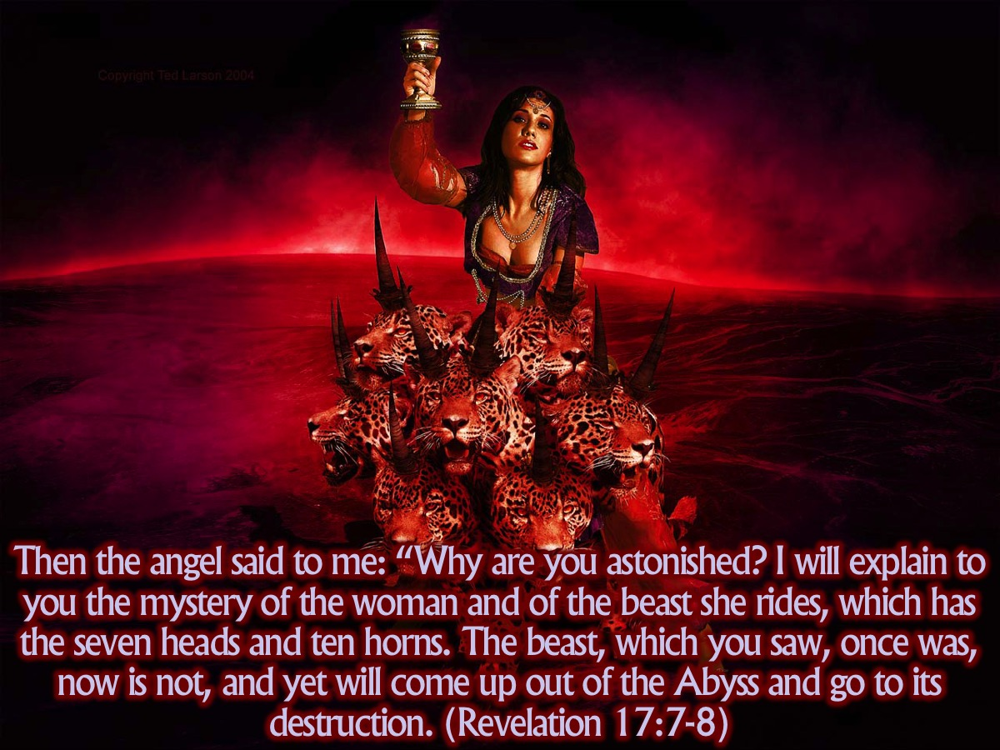 Copyright Ted Larson 2004
Then the angel said to me: “Why are you astonished? I will explain to
you the mystery of the woman and of the beast she rides, which has
the seven heads and ten horns. The beast, which you saw, once was,
now is not, and yet will come up out of the Abyss and go to its
destruction. (Revelation 17:7-8)